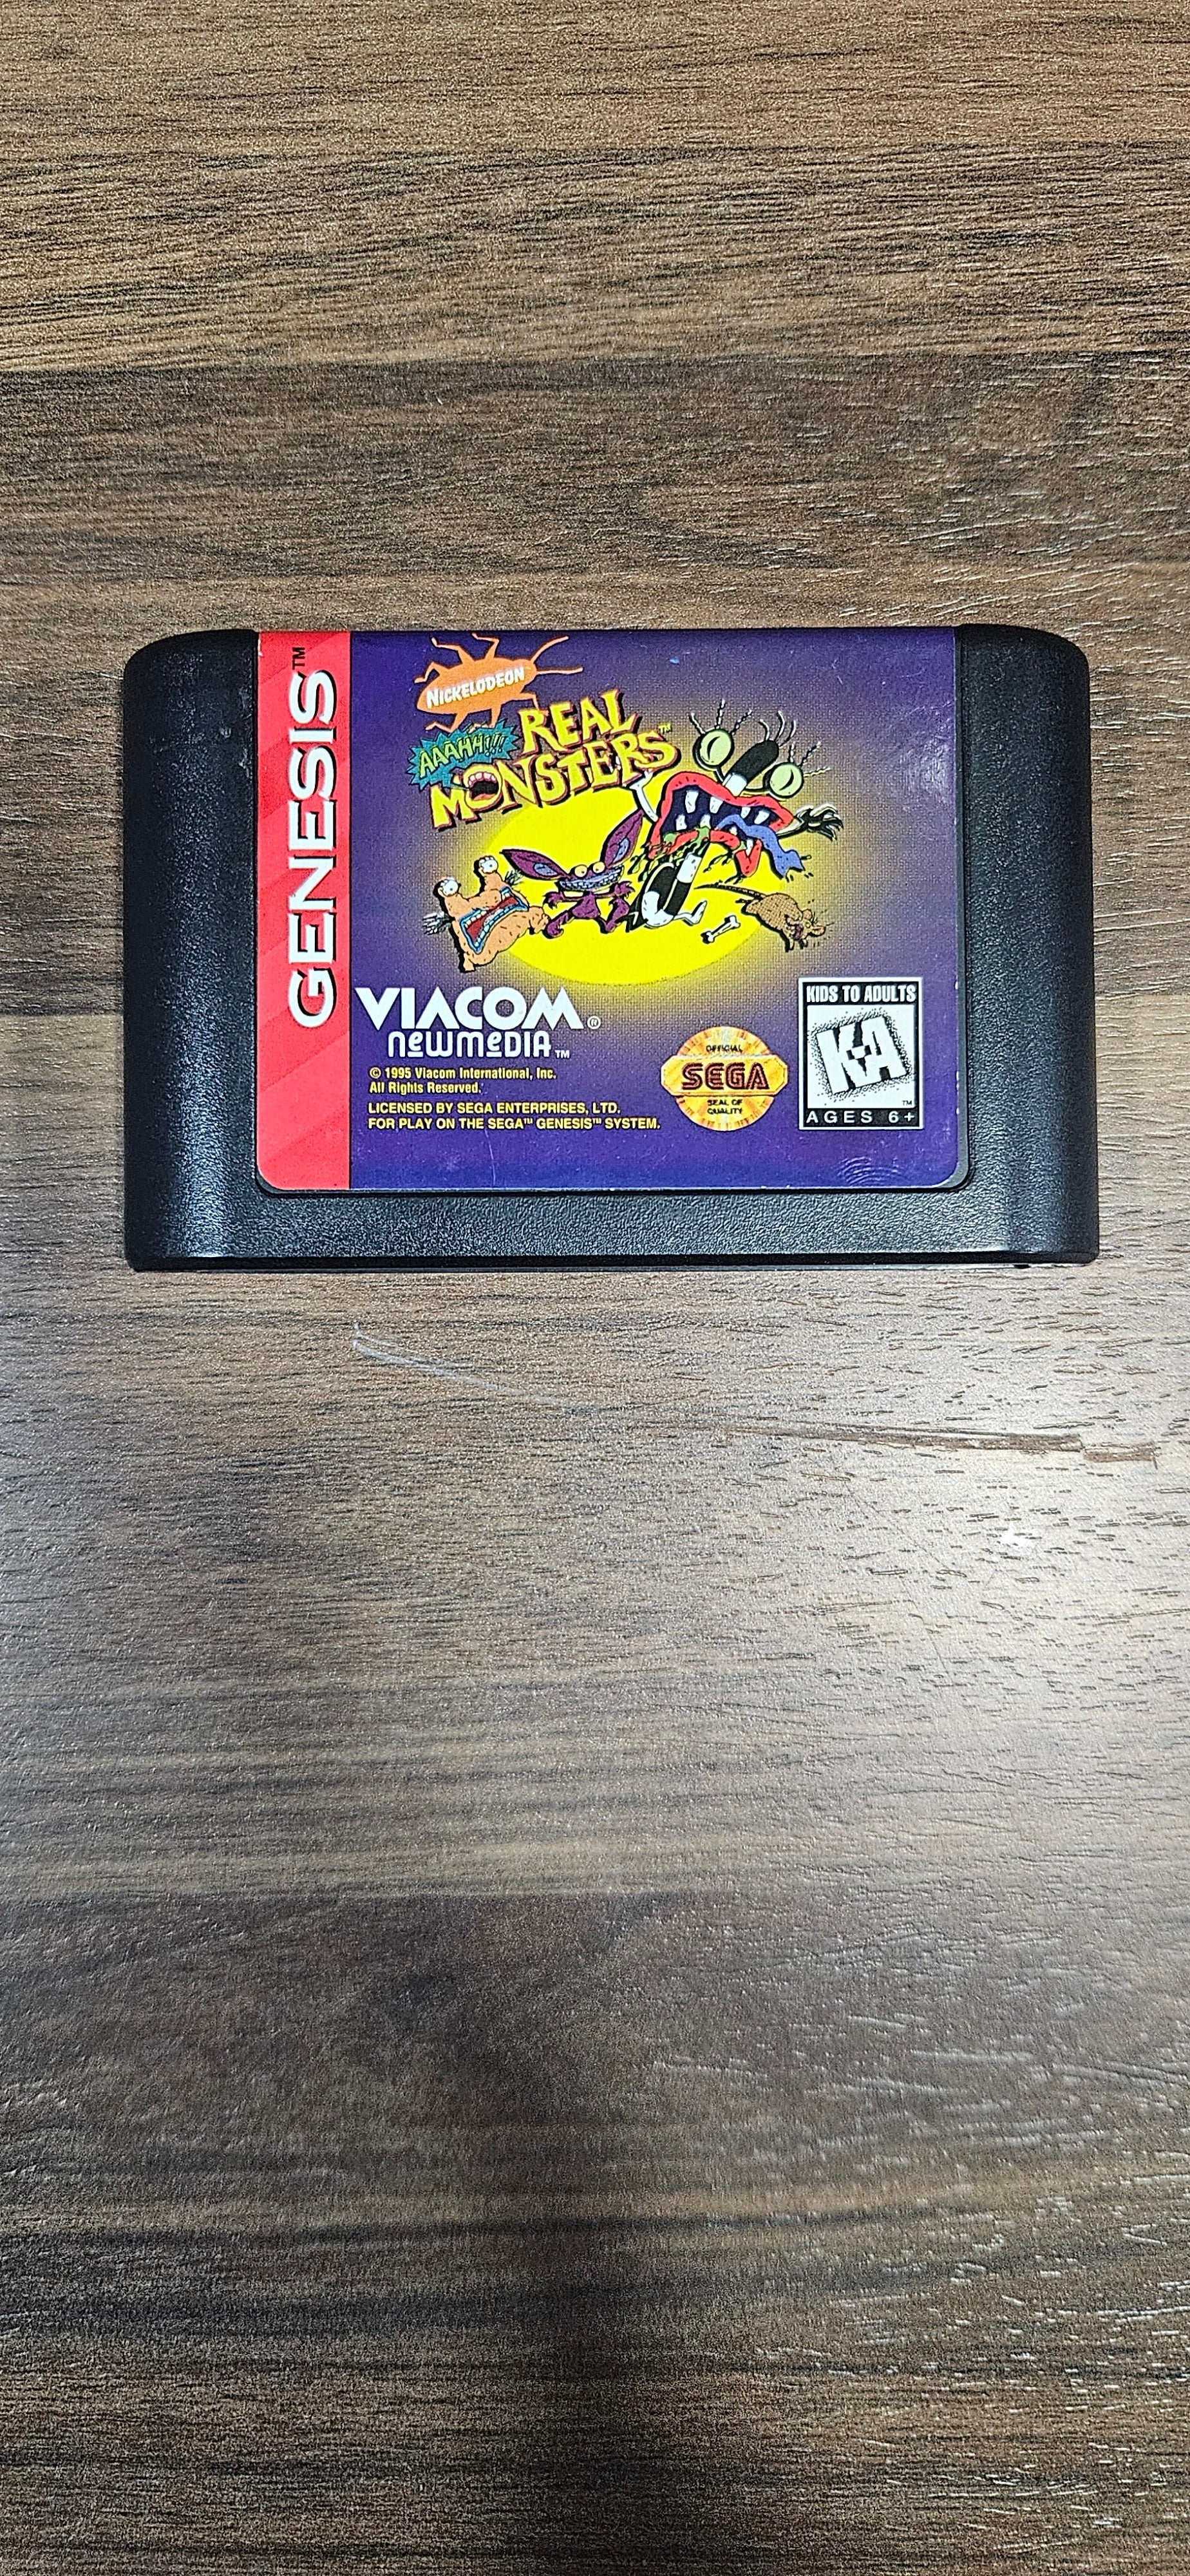 GENESIS™
NICKELODEON
AAAHH!!!
REAL
MONSTERS™
VIACOM®
NEWMEDIA™
© 1995 Viacom International, Inc.
All Rights Reserved.
LICENSED BY SEGA ENTERPRISES, LTD.
FOR PLAY ON THE SEGA™ GENESIS™ SYSTEM.
OFFICIAL
SEGA
SEAL OF
QUALITY
KIDS TO ADULTS
K-A
™
AGES 6+